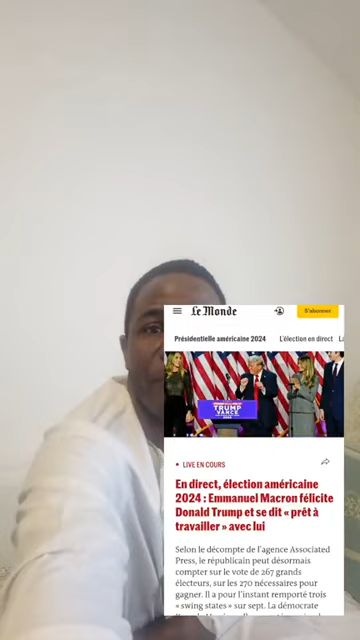 Le Monde
S'abonner
Présidentielle américaine 2024 L'élection en direct
TRUMP
VANCE
LIVE EN COURS
En direct, élection américaine
2024 : Emmanuel Macron félicite
Donald Trump et se dit « prêt à
travailler » avec lui
Selon le décompte de l'agence Associated
Press, le républicain peut désormais
compter sur le vote de 267 grands
électeurs, sur les 270 nécessaires pour
gagner. Il a pour l'instant remporté trois
« swing states » sur sept. La démocrate